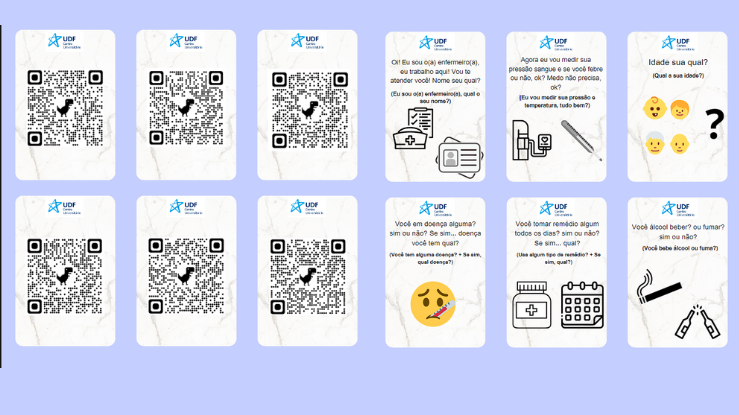 UDF
Centro
Universitário
UDF
Centro
Universitário
UDF
Centro
Universitário
UDF
Centro
Universitário
Oi! Eu sou o(a) enfermeiro(a),
eu trabalho aqui! Vou te
atender você! Nome seu qual?
(Eu sou o(a) enfermeiro(a), qual o
seu nome?)
UDF
Centro
Universitário
Agora eu vou medir sua
pressão sangue e se você febre
ou não, ok? Medo não precisa,
ok?
(Eu vou medir sua pressão e
temperatura, tudo bem?)
UDF
Centro
Universitário
Idade sua qual?
(Qual a sua idade?)
?
UDF
Centro
Universitário
UDF
Centro
Universitário
UDF
Centro
Universitário
UDF
Centro
Universitário
Você em doença alguma?
sim ou não? Se sim... doença
você tem qual?
(Você tem alguma doença? + Se sim,
qual doença?)
UDF
Centro
Universitário
Você tomar remédio algum
todos os dias? sim ou não?
Se sim... qual?
(Usa algum tipo de remédio? + Se
sim, qual?)
UDF
Centro
Universitário
Você álcool beber? ou fumar?
sim ou não?
(Você bebe álcool ou fuma?)